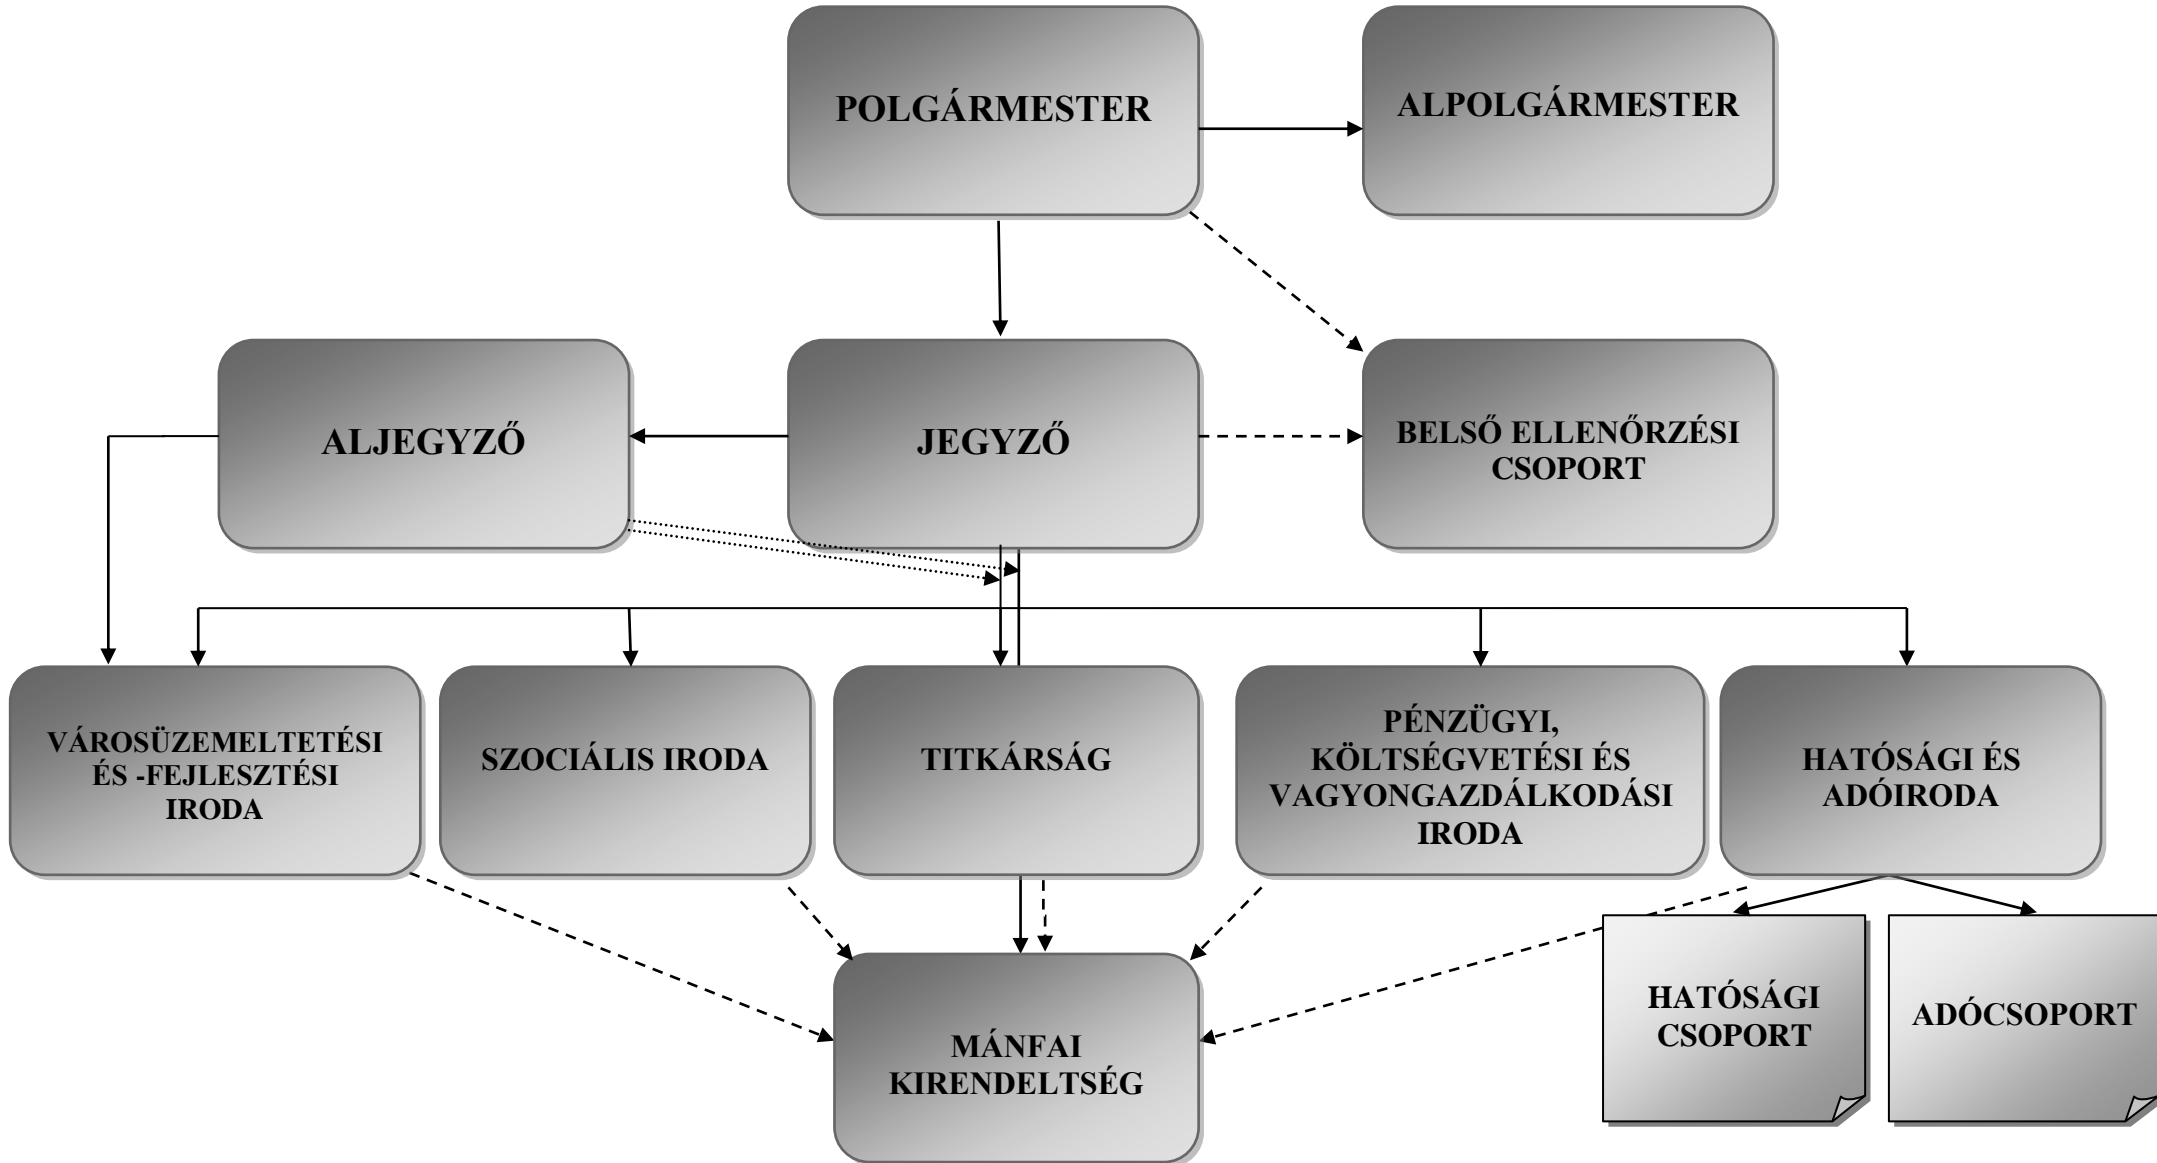 POLGÁRMESTER
ALPOLGÁRMESTER
ALJEGYZŐ
JEGYZŐ
BELSŐ ELLENŐRZÉSI
CSOPORT
VÁROSÜZEMELTETÉSI
ÉS -FEJLESZTÉSI
IRODA
SZOCIÁLIS IRODA
TITKÁRSÁG
PÉNZÜGYI,
KÖLTSÉGVETÉSI ÉS
VAGYONGAZDÁLKODÁSI
IRODA
HATÓSÁGI ÉS
ADÓIRODA
MÁNFAI
KIRENDELTSÉG
HATÓSÁGI
CSOPORT
ADÓCSOPORT